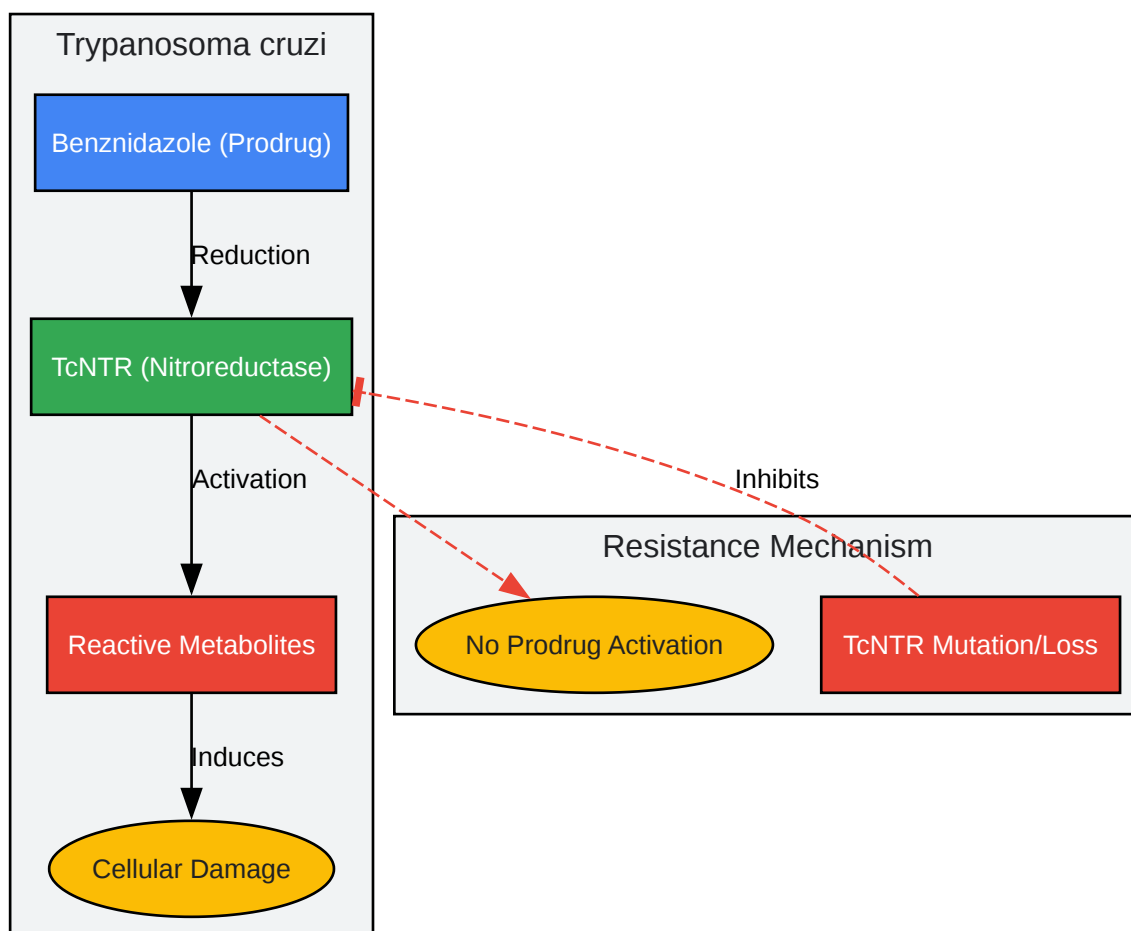 Trypanosoma cruzi
Benznidazole (Prodrug)
Reduction
TcNTR (Nitroreductase)
Activation
Inhibits
Resistance Mechanism
Reactive Metabolites
No Prodrug Activation
TcNTR Mutation/Loss
Induces
Cellular Damage